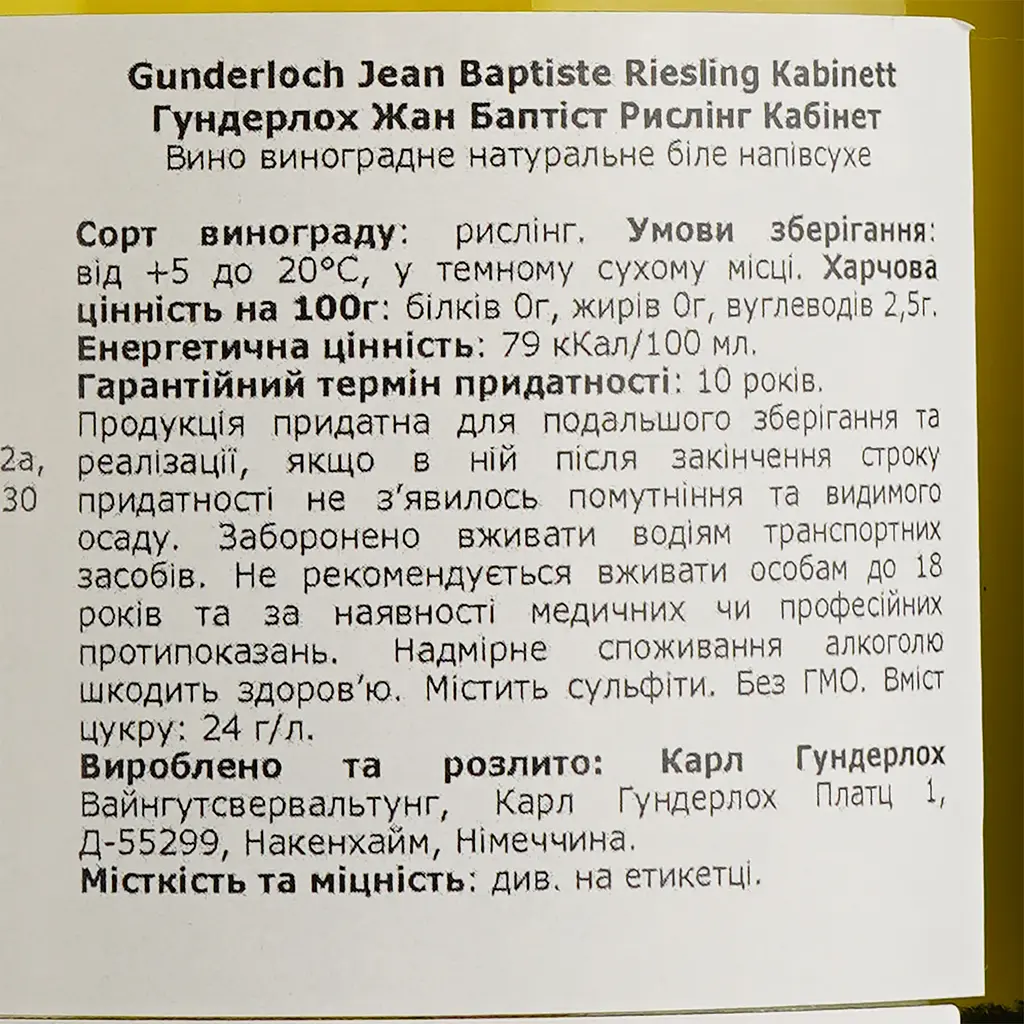 Gunderloch Jean Baptiste Riesling Kabinett
Гундерлох Жан Баптіст Рислінг Кабінет
Вино виноградне натуральне біле напівсухе
Сорт винограду: рислінг. Умови зберігання:
від +5 до 20°С, у темному сухому місці. Харчова
цінність на 100г: білків 0г, жирів 0г, вуглеводів 2,5г.
Енергетична цінність: 79 кКал/100 мл.
Гарантійний термін придатності: 10 років.
Продукція придатна для подальшого зберігання та
реалізації, якщо в ній після закінчення строку
придатності не з’явилось помутніння та видимого
осаду. Заборонено вживати водіям транспортних
засобів. Не рекомендується вживати особам до 18
років та за наявності медичних чи професійних
протипоказань. Надмірне споживання алкоголю
шкодить здоров’ю. Містить сульфіти. Без ГМО. Вміст
цукру: 24 г/л.
Вироблено та розлито: Карл Гундерлох
Вайнгутсвервальтунг, Карл Гундерлох Платц 1,
Д-55299, Накенхайм, Німеччина.
Місткість та міцність: див. на етикетці.
2а,
30